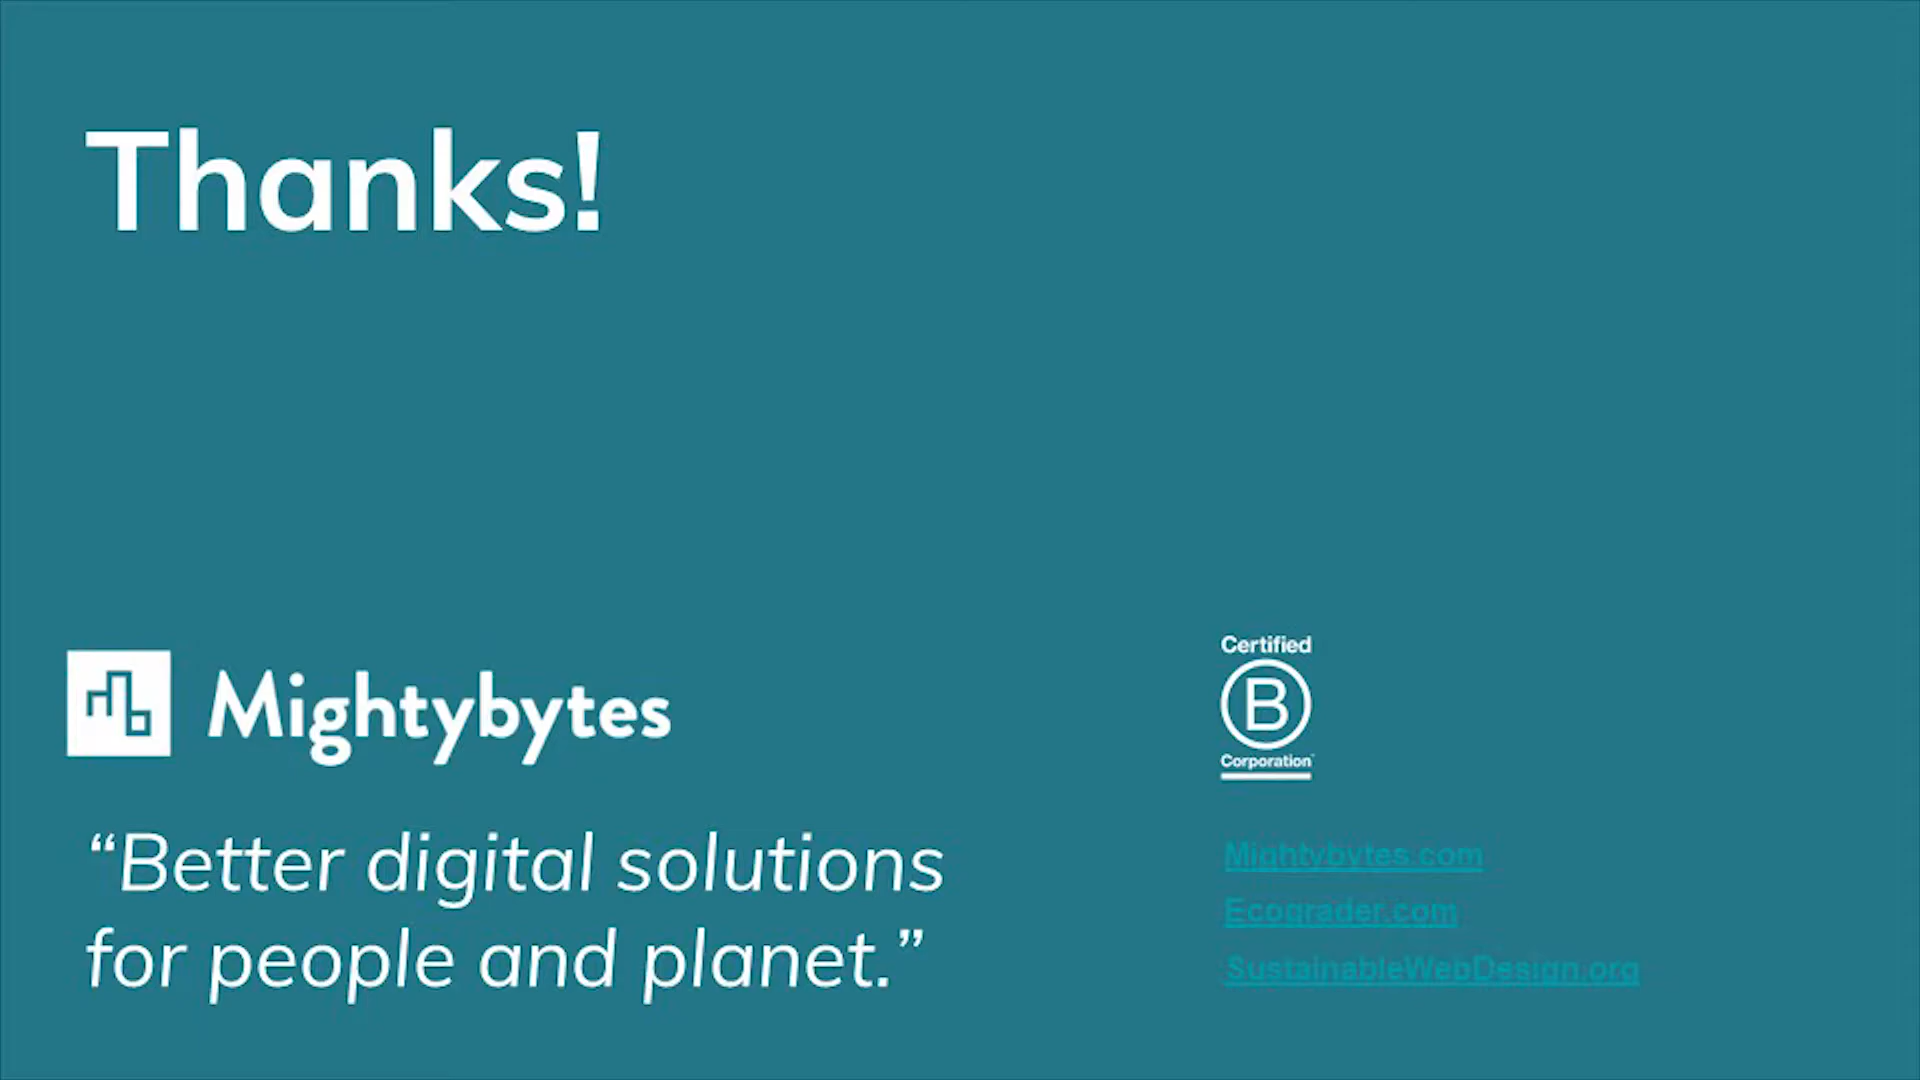 Thanks!
Mightybytes
“Better digital solutions
for people and planet.”
Certified
B
Corporation
Mightybytes.com
Ecograder.com
SustainableWebDesign.org